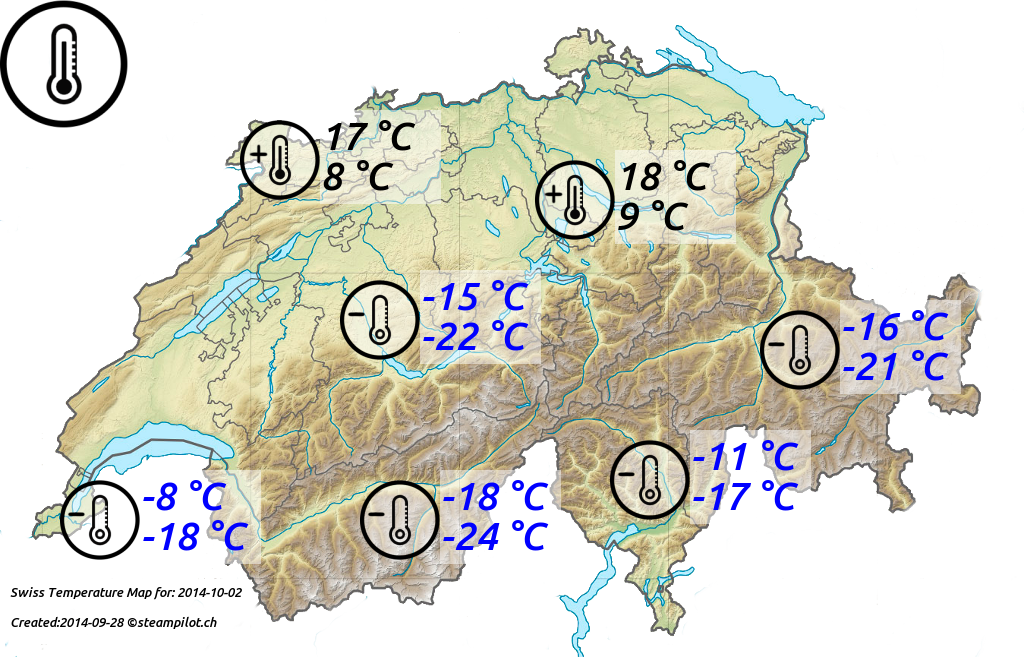 17 °C
8 °C
18 °C
9 °C
-15 °C
-22 °C
-16 °C
-21 °C
-11 °C
-17 °C
-8 °C
-18 °C
-18 °C
-24 °C
Swiss Temperature Map for: 2014-10-02
Created:2014-09-28 ©steampilot.ch